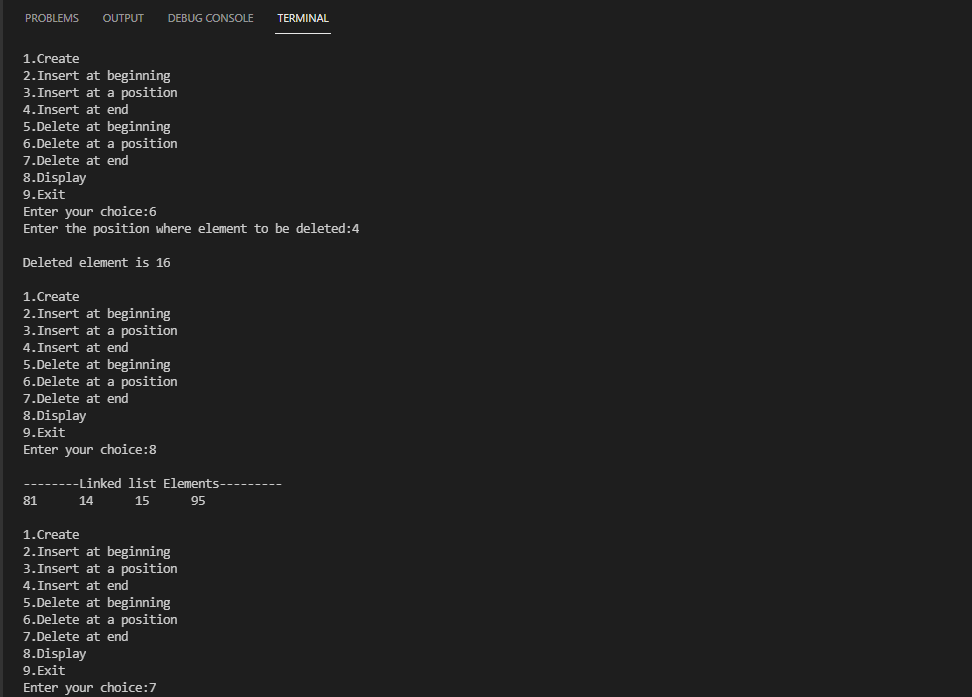 PROBLEMS OUTPUT DEBUG CONSOLE TERMINAL
1.Create
2.Insert at beginning
3.Insert at a position
4.Insert at end
5.Delete at beginning
6.Delete at a position
7.Delete at end
8.Display
9.Exit
Enter your choice:6
Enter the position where element to be deleted:4
Deleted element is 16
1.Create
2.Insert at beginning
3.Insert at a position
4.Insert at end
5.Delete at beginning
6.Delete at a position
7.Delete at end
8.Display
9.Exit
Enter your choice:8
--------Linked list Elements---------
81 14 15 95
1.Create
2.Insert at beginning
3.Insert at a position
4.Insert at end
5.Delete at beginning
6.Delete at a position
7.Delete at end
8.Display
9.Exit
Enter your choice:7